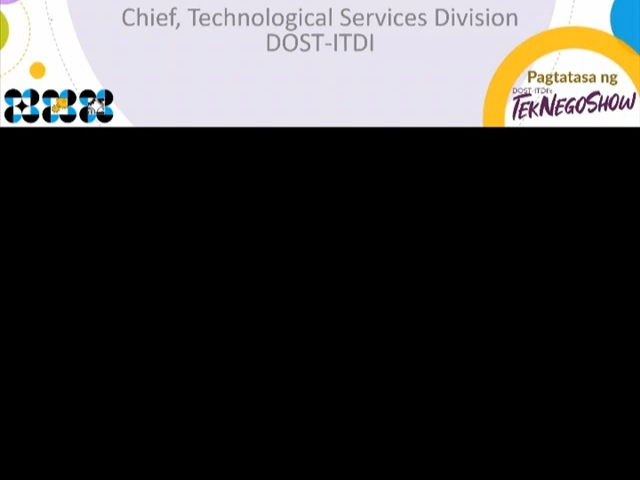 Chief, Technological Services Division
DOST-ITDI
Pagtatasa ng
DOST-ITDI's
TEKNEGOSHOW